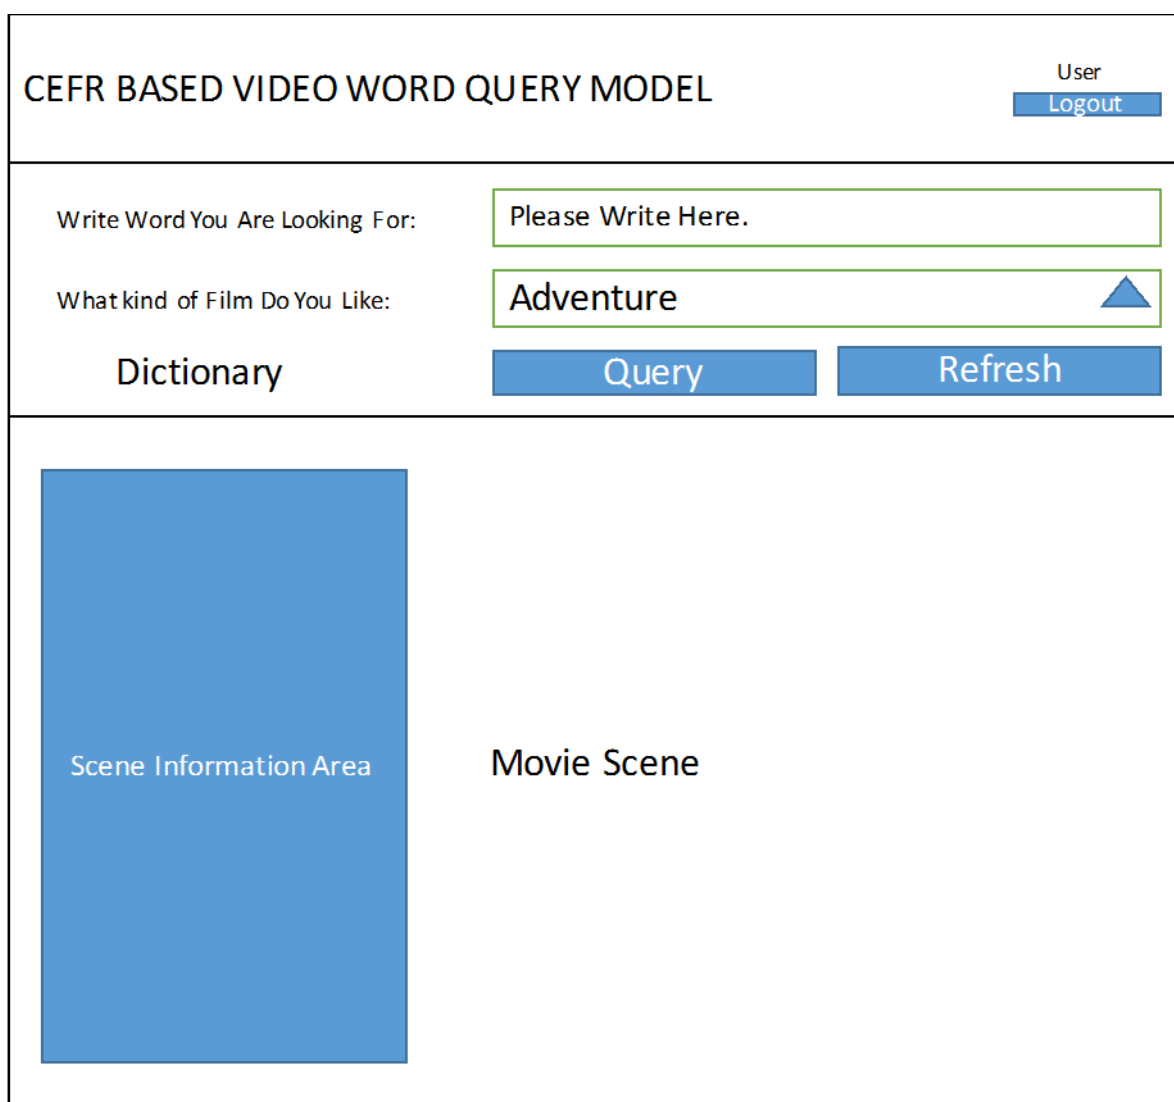 CEFR BASED VIDEO WORD QUERY MODEL
User
Logout
Write Word You Are Looking For:
Please Write Here.
What kind of Film Do You Like:
Adventure
Dictionary
Query
Refresh
Scene Information Area
Movie Scene